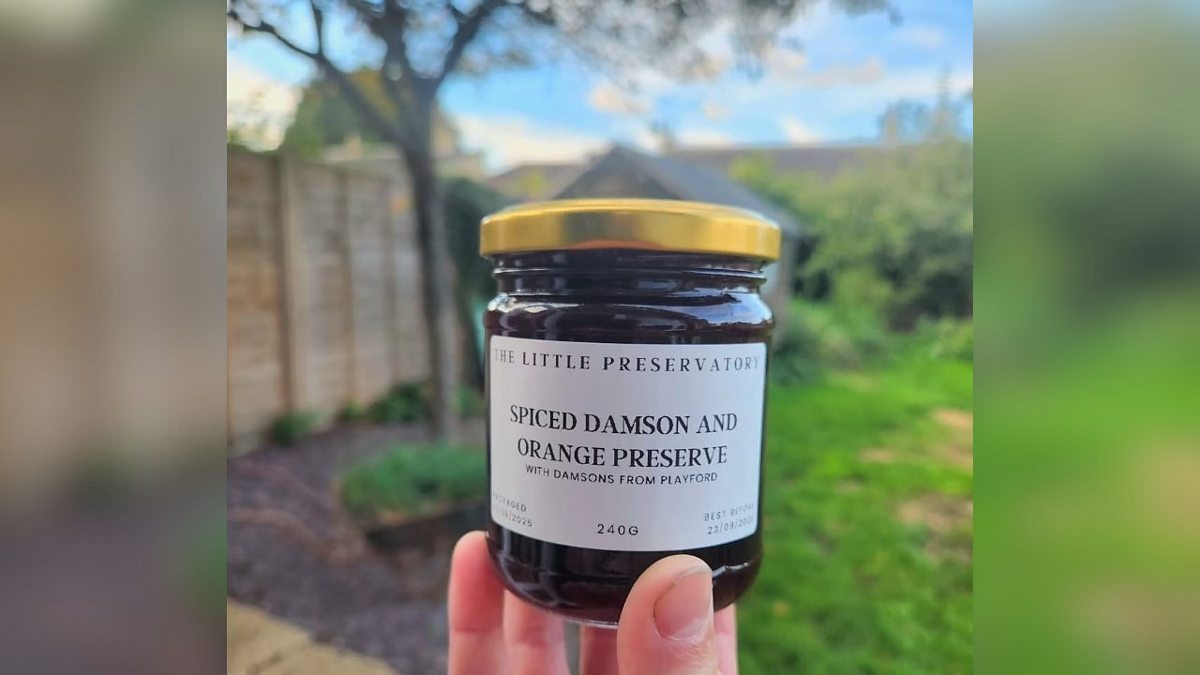 THE LITTLE PRESERVATORY
SPICED DAMSON AND
ORANGE PRESERVE
WITH DAMSONS FROM PLAYFORD
BEST BEFORE
240G